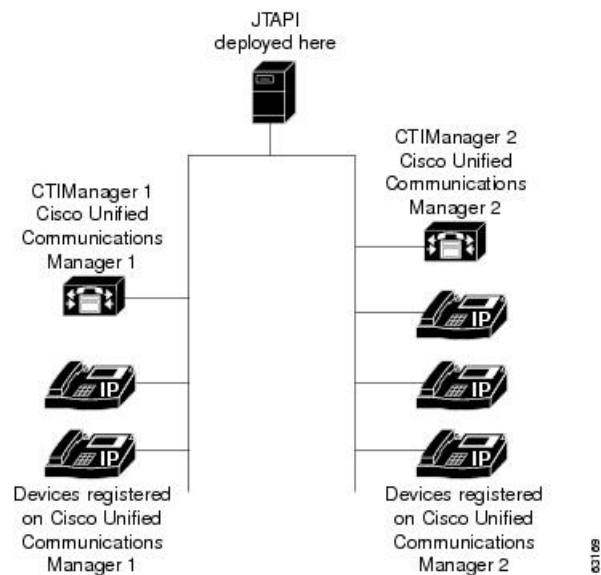 JTAPI
deployed here
CTIManager 1
Cisco Unified
Communications
Manager 1
CTIManager 2
Cisco Unified
Communications
Manager 2
IP
IP
IP
IP
IP
Devices registered
on Cisco Unified
Communications
Manager 1
Devices registered
on Cisco Unified
Communications
Manager 2
63169